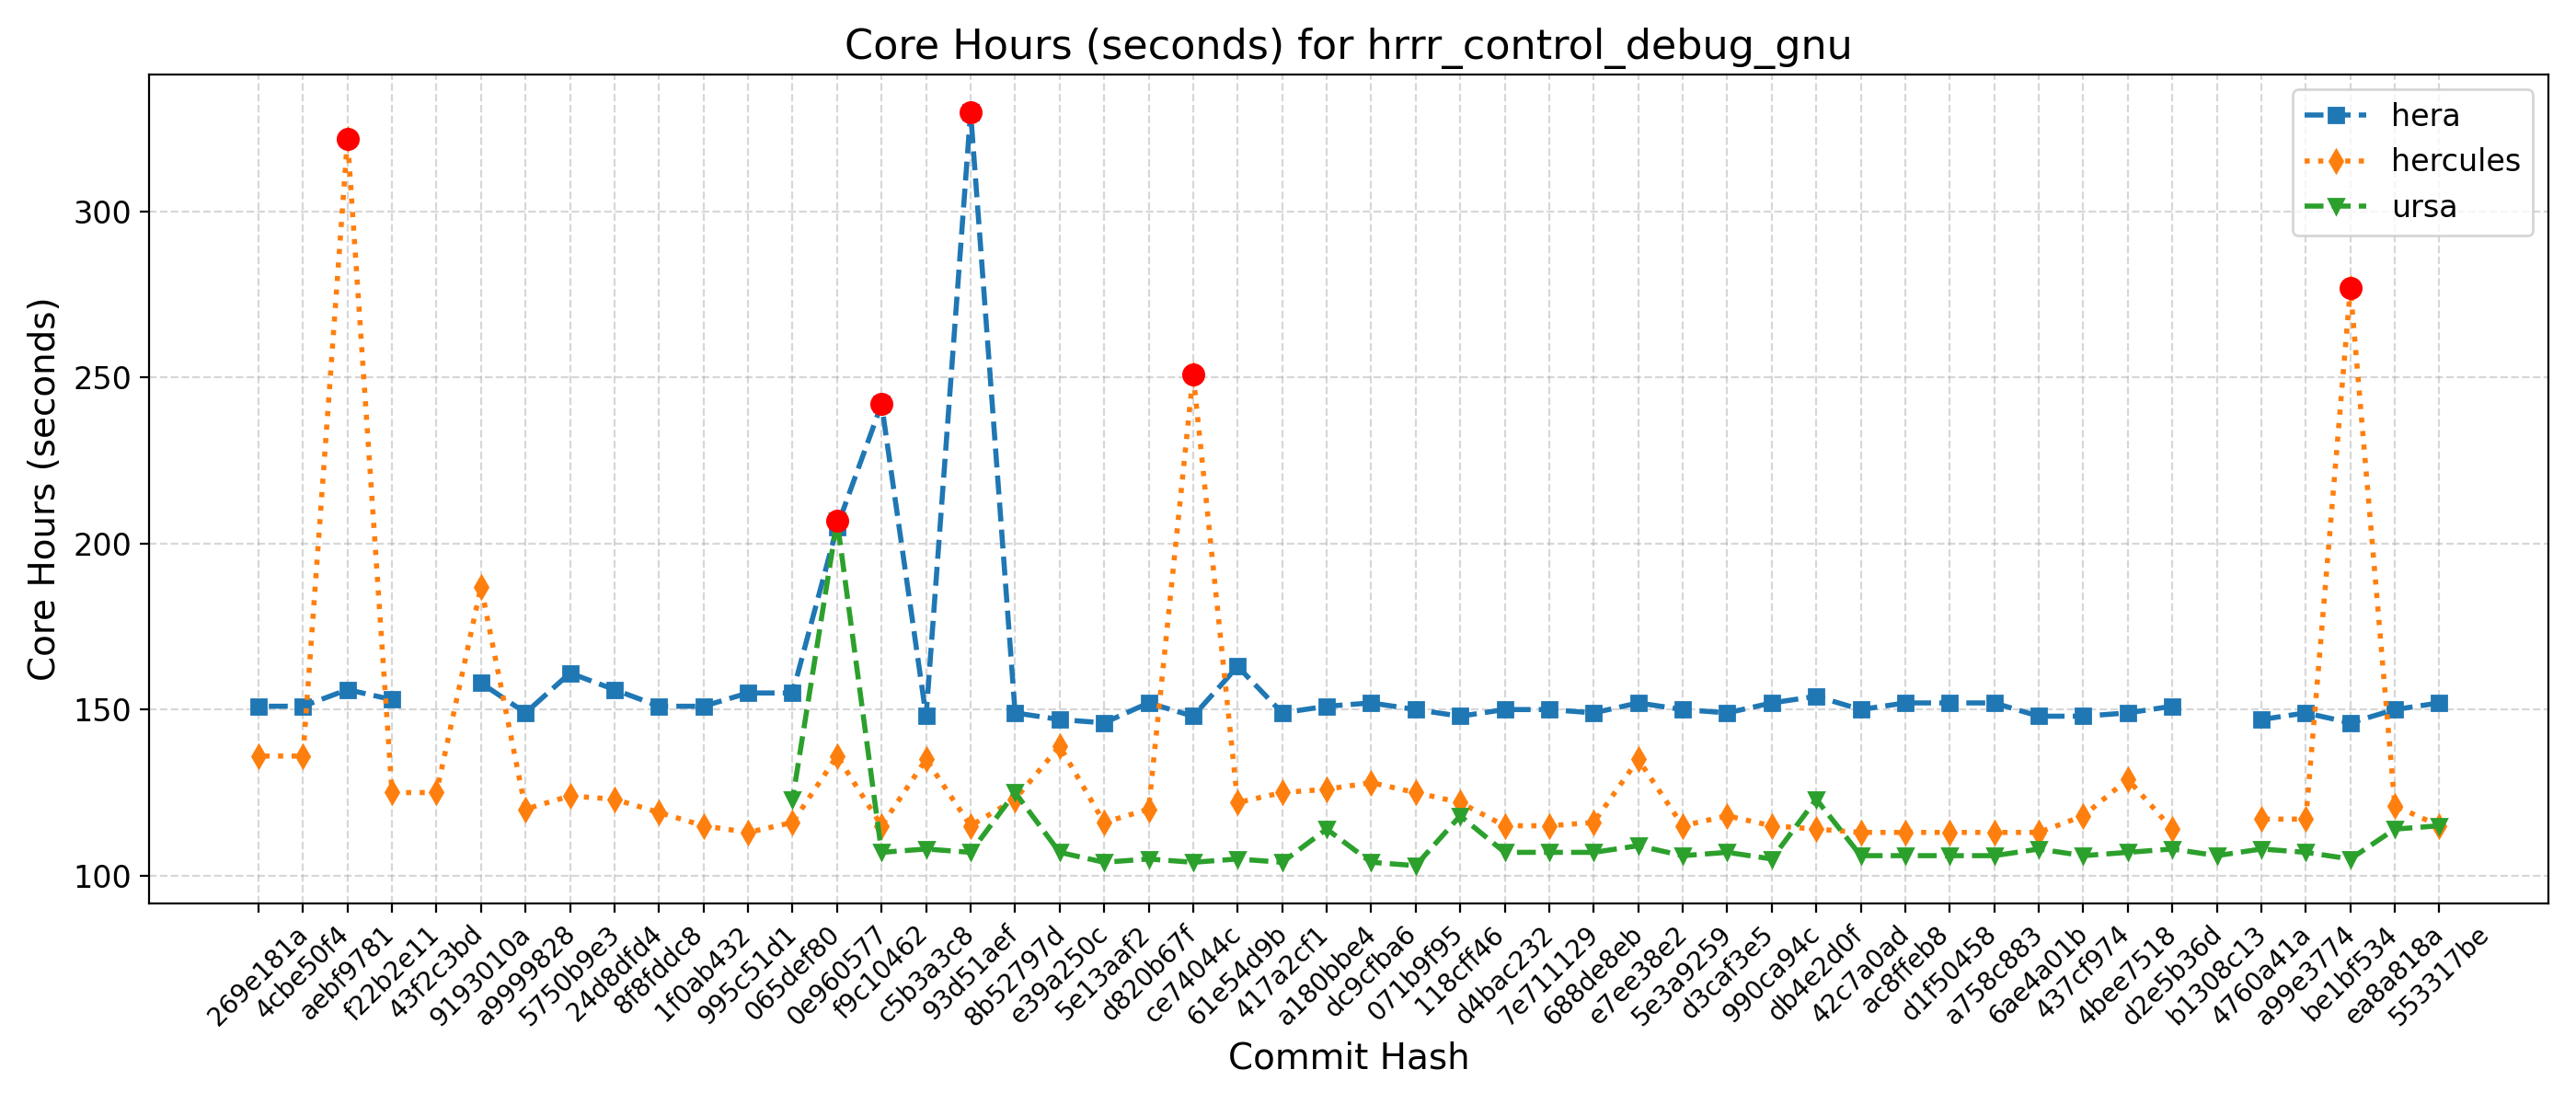 Core Hours (seconds) for hrrr_control_debug_gnu
hera
hercules
ursa
Core Hours (seconds)
300
250
200
150
100
269e181a
4cbe50f4
aebf9781
f22b2e11
43f2c3bd
9193010a
a9999828
5750b9e3
24d8dfd4
8f8fddc8
1f0ab432
995c51d1
065def80
0e960577
f9c10462
c5b3a3c8
93d51aef
8b52797d
e39a250c
5e13aaf2
d820b67f
ce74044c
61e54d9b
417a2cf1
a180bbe4
dc9cfba6
071b9f95
118cff46
d4bac232
7e711129
688de8eb
e7ee38e2
5e3a9259
d3caf3e5
990ca94c
db4e2d0f
42c7a0ad
ac8ffeb8
d1f50458
a758c883
6ae4a01b
437cf974
4bee7518
d2e5b36d
b1308c13
4760a41a
a99e3774
be1bf534
ea8a818a
553317be
Commit Hash